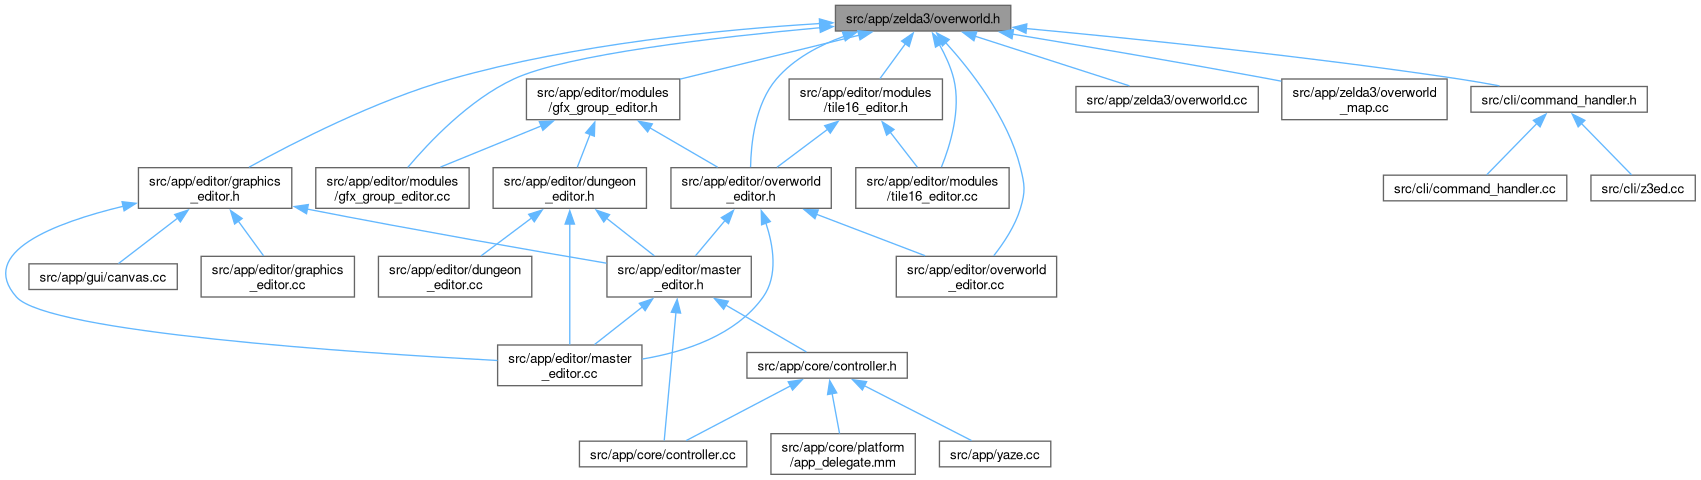 src/app/zelda3/overworld.h
src/app/editor/modules
/gfx_group_editor.h
src/app/editor/modules
/tile16_editor.h
src/app/zelda3/overworld.cc
src/app/zelda3/overworld
_map.cc
src/cli/command_handler.h
src/app/editor/graphics
_editor.h
src/app/editor/modules
/gfx_group_editor.cc
src/app/editor/dungeon
_editor.h
src/app/editor/overworld
_editor.h
src/app/editor/modules
/tile16_editor.cc
src/cli/command_handler.cc
src/cli/z3ed.cc
src/app/gui/canvas.cc
src/app/editor/graphics
_editor.cc
src/app/editor/dungeon
_editor.cc
src/app/editor/master
_editor.h
src/app/editor/overworld
_editor.cc
src/app/editor/master
_editor.cc
src/app/core/controller.h
src/app/core/controller.cc
src/app/core/platform
/app_delegate.mm
src/app/yaze.cc